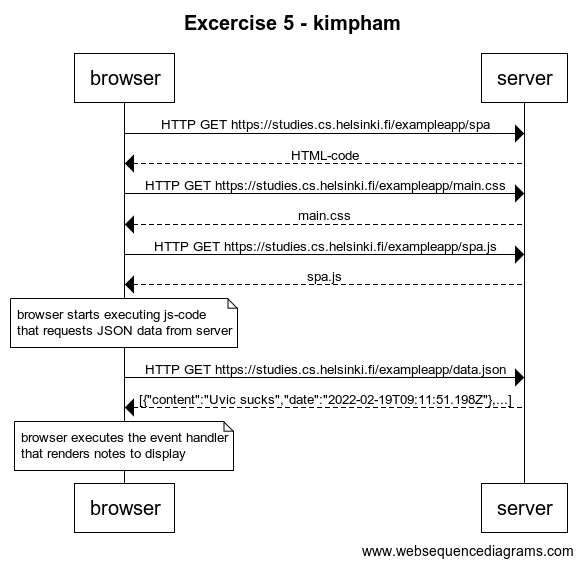 Excercise 5 - kimpham
browser
server
HTTP GET https://studies.cs.helsinki.fi/exampleapp/spa
HTML-code
HTTP GET https://studies.cs.helsinki.fi/exampleapp/main.css
main.css
HTTP GET https://studies.cs.helsinki.fi/exampleapp/spa.js
spa.js
browser starts executing js-code
that requests JSON data from server
HTTP GET https://studies.cs.helsinki.fi/exampleapp/data.json
[{"content":"Uvic sucks","date":"2022-02-19T09:11:51.198Z"},...]
browser executes the event handler
that renders notes to display
browser
server
www.websequencediagrams.com